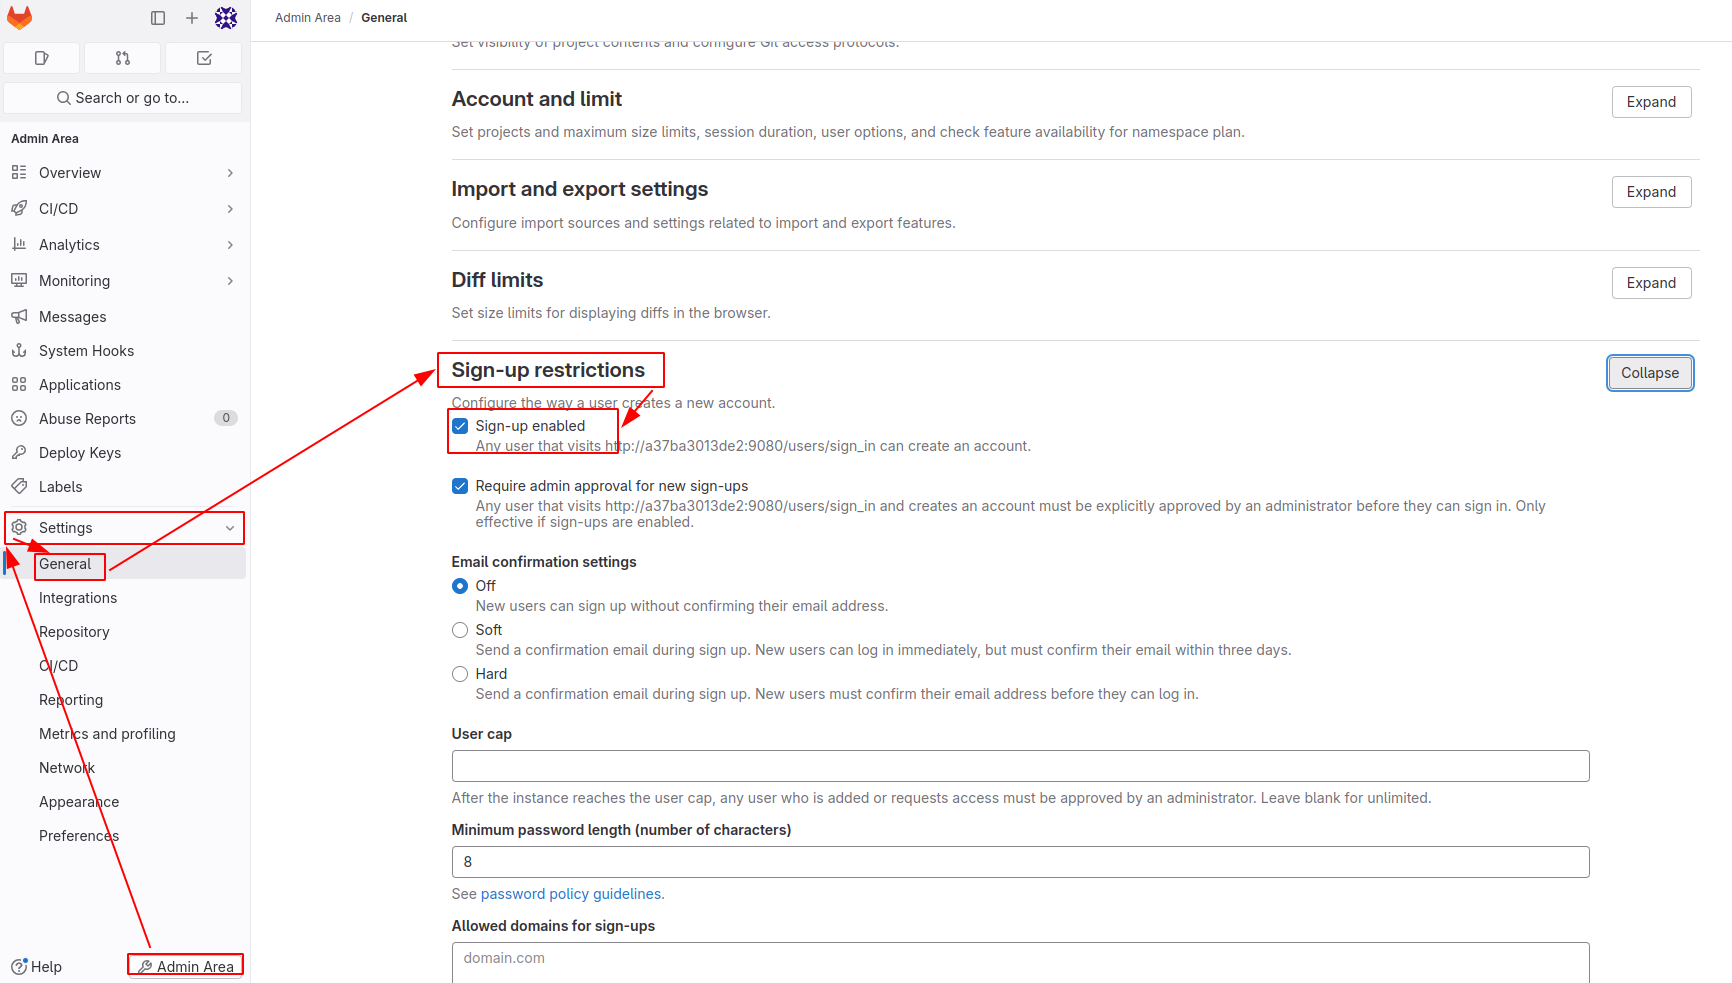 Admin Area / General
Search or go to...
Admin Area
Overview
CI/CD
Analytics
Monitoring
Messages
System Hooks
Applications
Abuse Reports 0
Deploy Keys
Labels
Settings
General
Integrations
Repository
CI/CD
Reporting
Metrics and profiling
Network
Appearance
Preferences
Help
Admin Area
Set visibility of project contents and configure Git access protocols.
Account and limit
Expand
Set projects and maximum size limits, session duration, user options, and check feature availability for namespace plan.
Import and export settings
Expand
Configure import sources and settings related to import and export features.
Diff limits
Expand
Set size limits for displaying diffs in the browser.
Sign-up restrictions
Collapse
Configure the way a user creates a new account.
Sign-up enabled
Any user that visits http://a37ba3013de2:9080/users/sign_in can create an account.
Require admin approval for new sign-ups
Any user that visits http://a37ba3013de2:9080/users/sign_in and creates an account must be explicitly approved by an administrator before they can sign in. Only
effective if sign-ups are enabled.
Email confirmation settings
Off
New users can sign up without confirming their email address.
Soft
Send a confirmation email during sign up. New users can log in immediately, but must confirm their email within three days.
Hard
Send a confirmation email during sign up. New users must confirm their email address before they can log in.
User cap
After the instance reaches the user cap, any user who is added or requests access must be approved by an administrator. Leave blank for unlimited.
Minimum password length (number of characters)
8
See password policy guidelines.
Allowed domains for sign-ups
domain.com